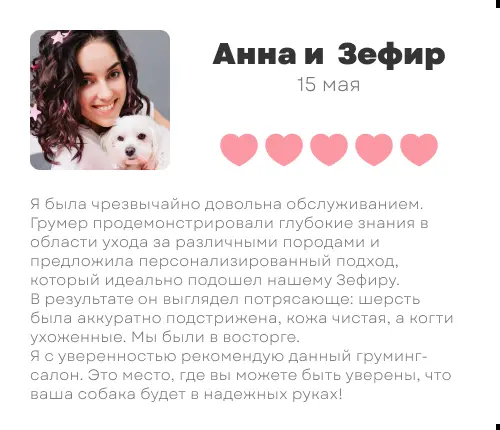 Анна и Зефир
15 мая
Я была чрезвычайно довольна обслуживанием.
Грумер продемонстрировали глубокие знания в
области ухода за различными породами и
предложила персонализированный подход,
который идеально подошел нашему Зефиру.
В результате он выглядел потрясающе: шерсть
была аккуратно подстрижена, кожа чистая, а когти
ухоженные. Мы были в восторге.
Я с уверенностью рекомендую данный груминг-
салон. Это место, где вы можете быть уверены, что
ваша собака будет в надежных руках!